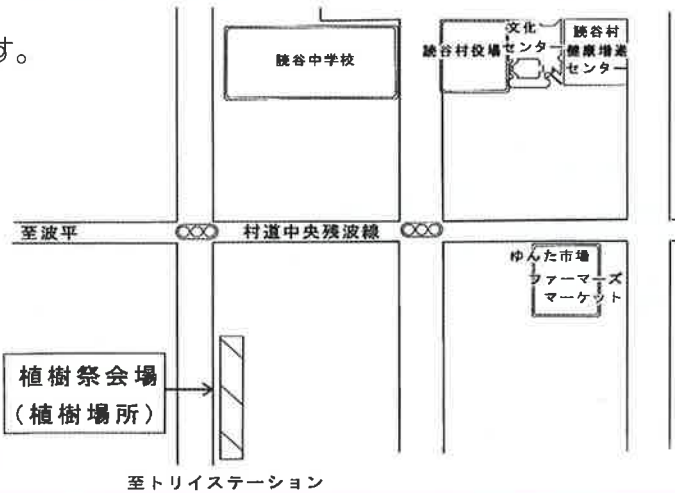 す。
読谷中学校
読谷村役場
文化
センター
読谷村
健康増進
センター
至波平
村道中央残波線
ゆんた市場
ファーマーズ
マーケット
植樹祭会場
（植樹場所）
至トリイステーション